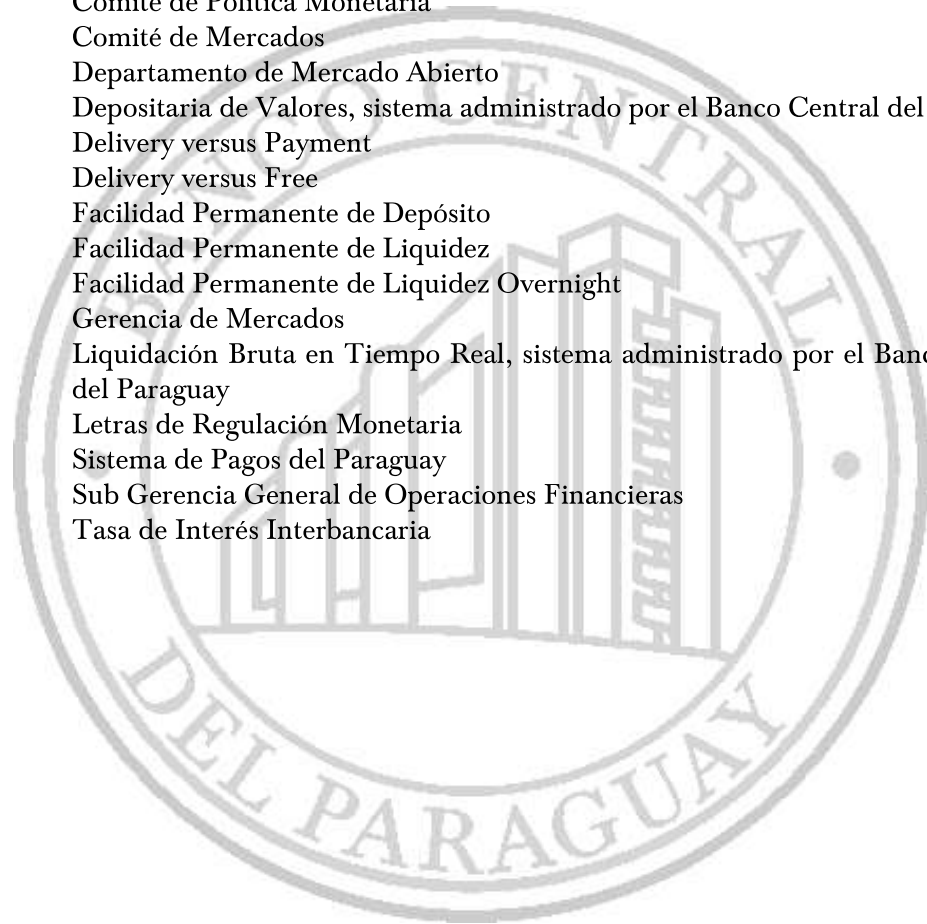 Comité de Política Monetaria
Comité de Mercados
Departamento de Mercado Abierto
Depositaria de Valores, sistema administrado por el Banco Central del
Delivery versus Payment
Delivery versus Free
Facilidad Permanente de Depósito
Facilidad Permanente de Liquidez
Facilidad Permanente de Liquidez Overnight
Gerencia de Mercados
Liquidación Bruta en Tiempo Real, sistema administrado por el
del Paraguay
Letras de Regulación Monetaria
Sistema de Pagos del Paraguay
Sub Gerencia General de Operaciones Financieras
Tasa de Interés Interbancaria
BANCO CENTRAL
DEL PARAGUAY